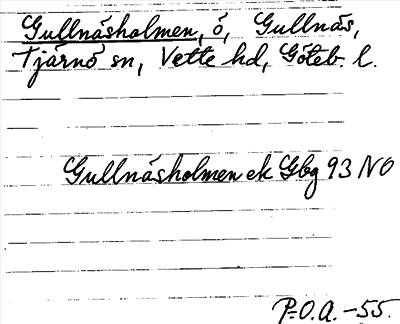 Gullnäsholmen, ö, Gullnäs,
Tjärnö sn, Vette hd, Göteb. l.
Gullnäsholmen ek Gbg 93 NO
P.O.A. -55.